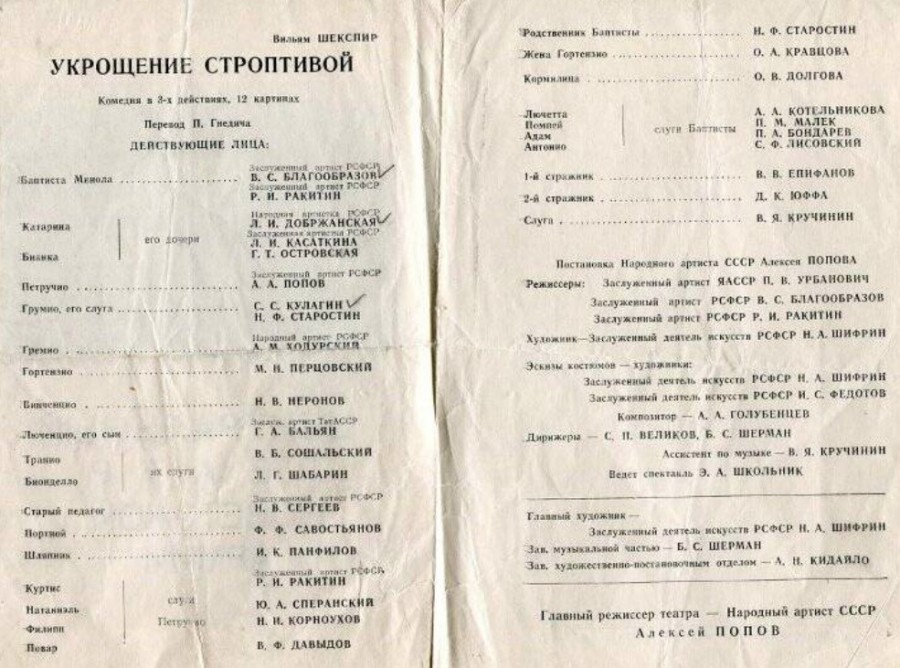 Вильям ШЕКСПИР
УКРОЩЕНИЕ СТРОПТИВОЙ
Комедия в 3-х действиях, 12 картинах
Перевод П. Гнедича
ДЕЙСТВУЮЩИЕ ЛИЦА:
Заслуженный артист РСФСР
Баптиста Минола В. С. БЛАГООБРАЗОВ
Заслуженный артист РСФСР
Р. И. РАКИТИН
Народная артистка РСФСР
Катарина Л. И. ДОБРЖАНСКАЯ
Заслуженная артистка РСФСР
его дочери Л. И. КАСАТКИНА
Бианка Г. Т. ОСТРОВСКАЯ
Заслуженный артист РСФСР
Петручио А. А. ПОПОВ
Грумио, его слуга С. С. КУЛАГИН
Н. Ф. СТАРОСТИН
Народный артист РСФСР
Гремио А. М. ХОДУРСКИЙ
Гортензио М. Н. ПЕРЦОВСКИЙ
Винченцио Н. В. НЕРОНОВ
Заслуж. артист ТатАССР
Люченцио, его сын Г. А. БАЛЬЯН
Транио В. Б. СОШАЛЬСКИЙ
их слуги
Бионделло Л. Г. ШАБАРИН
Заслуженный артист РСФСР
Старый педагог Н. В. СЕРГЕЕВ
Портной Ф. Ф. САВОСТЬЯНОВ
Шляпник И. К. ПАНФИЛОВ
Заслуженный артист РСФСР
Куртис Р. И. РАКИТИН
слуги
Натаниэль Ю. А. СПЕРАНСКИЙ
Филипп Петручио Н. И. КОРНОУХОВ
Повар В. Ф. ДАВЫДОВ
Родственник Баптисты Н. Ф. СТАРОСТИН
Жена Гортензио О. А. КРАВЦОВА
Кормилица О. В. ДОЛГОВА
Лючетта А. А. КОТЕЛЬНИКОВА
Помпей П. М. МАЛЕК
слуги Баптисты
Адам П. А. БОНДАРЕВ
Антонио С. Ф. ЛИСОВСКИЙ
1-й стражник В. В. ЕПИФАНОВ
2-й стражник Д. К. ЮФФА
Слуга В. Я. КРУЧИНИН
Постановка Народного артиста СССР Алексея ПОПОВА
Режиссеры: Заслуженный артист ЯАССР П. В. УРБАНОВИЧ
Заслуженный артист РСФСР В. С. БЛАГООБРАЗОВ
Заслуженный артист РСФСР Р. И. РАКИТИН
Художник—Заслуженный деятель искусств РСФСР Н. А. ШИФРИН
Эскизы костюмов — художники:
Заслуженный деятель искусств РСФСР Н. А. ШИФРИН
Заслуженный деятель искусств РСФСР И. С. ФЕДОТОВ
Композитор — А. А. ГОЛУБЕНЦЕВ
Дирижеры — С. П. ВЕЛИКОВ, Б. С. ШЕРМАН
Ассистент по музыке — В. Я. КРУЧИНИН
Ведет спектакль Э. А. ШКОЛЬНИК
Главный художник —
Заслуженный деятель искусств РСФСР Н. А. ШИФРИН
Зав. музыкальной частью — Б. С. ШЕРМАН
Зав. художественно-постановочным отделом — А. Н. КИДАЙЛО
Главный режиссер театра — Народный артист СССР
Алексей ПОПОВ